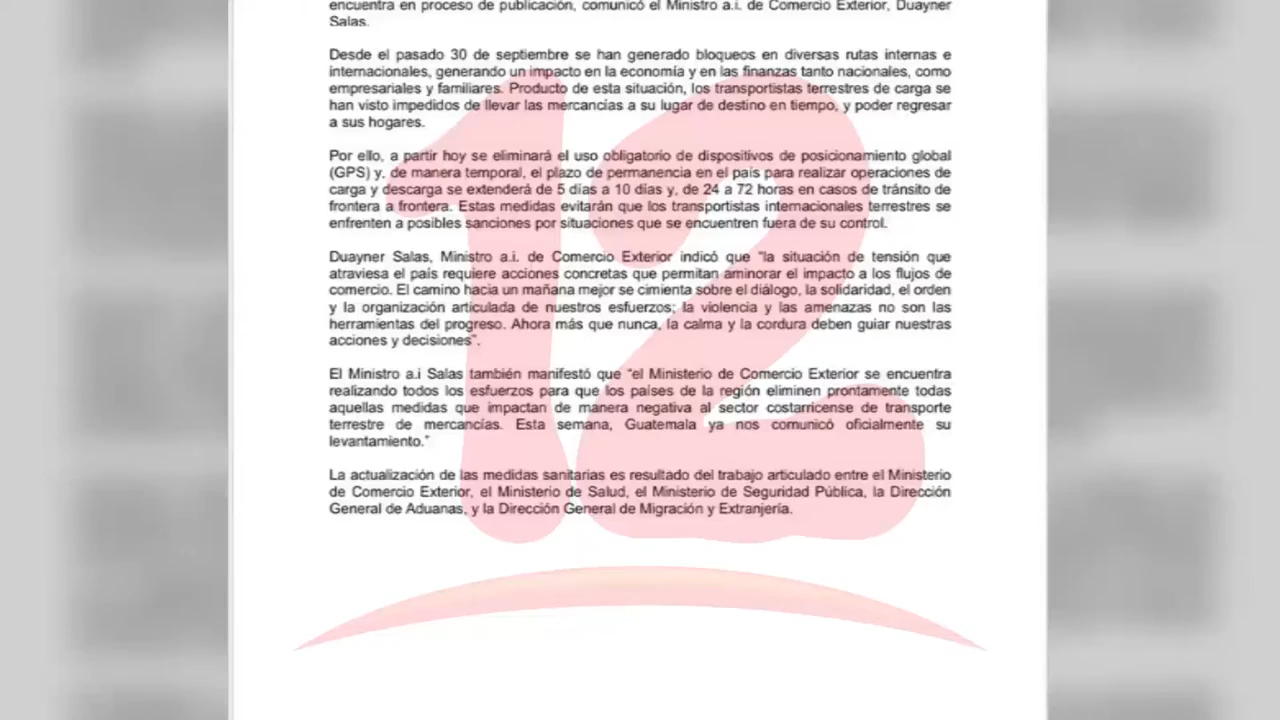 encuentra en proceso de publicación, comunicó el Ministro a.i. de Comercio Exterior, Duayner
Salas.
Desde el pasado 30 de septiembre se han generado bloqueos en diversas rutas internas e
internacionales, generando un impacto en la economía y en las finanzas tanto nacionales, como
empresariales y familiares. Producto de esta situación, los transportistas terrestres de carga se
han visto impedidos de llevar las mercancías a su lugar de destino en tiempo, y poder regresar
a sus hogares.
Por ello, a partir hoy se eliminará el uso obligatorio de dispositivos de posicionamiento global
(GPS) y, de manera temporal, el plazo de permanencia en el país para realizar operaciones de
carga y descarga se extenderá de 5 días a 10 días y, de 24 a 72 horas en casos de tránsito de
frontera a frontera. Estas medidas evitarán que los transportistas internacionales terrestres se
enfrenten a posibles sanciones por situaciones que se encuentren fuera de su control.
Duayner Salas, Ministro a.i. de Comercio Exterior indicó que "la situación de tensión que
atraviesa el país requiere acciones concretas que permitan aminorar el impacto a los flujos de
comercio. El camino hacia un mañana mejor se cimienta sobre el diálogo, la solidaridad, el orden
y la organización articulada de nuestros esfuerzos; la violencia y las amenazas no son las
herramientas del progreso. Ahora más que nunca, la calma y la cordura deben guiar nuestras
acciones y decisiones".
El Ministro a.i Salas también manifestó que "el Ministerio de Comercio Exterior se encuentra
realizando todos los esfuerzos para que los países de la región eliminen prontamente todas
aquellas medidas que impactan de manera negativa al sector costarricense de transporte
terrestre de mercancías. Esta semana, Guatemala ya nos comunicó oficialmente su
levantamiento."
La actualización de las medidas sanitarias es resultado del trabajo articulado entre el Ministerio
de Comercio Exterior, el Ministerio de Salud, el Ministerio de Seguridad Pública, la Dirección
General de Aduanas, y la Dirección General de Migración y Extranjería.
12